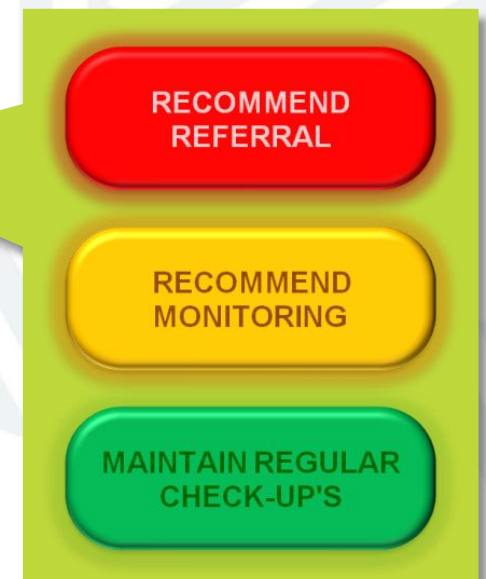 RECOMMEND
REFERRAL
RECOMMEND
MONITORING
MAINTAIN REGULAR
CHECK-UP'S